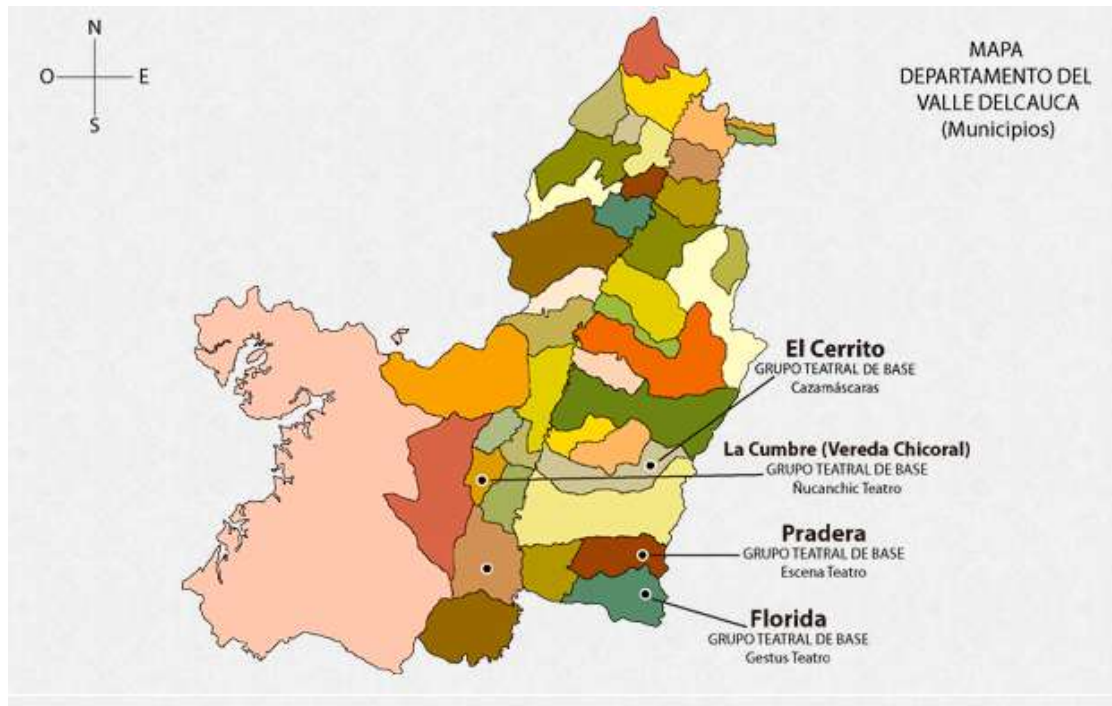 N
O E
S
MAPA
DEPARTAMENTO DEL
VALLE DELCAUCA
(Municipios)
El Cerrito
GRUPO TEATRAL DE BASE
Cazamáscaras
La Cumbre (Vereda Chicoral)
GRUPO TEATRAL DE BASE
Ñucanchic Teatro
Pradera
GRUPO TEATRAL DE BASE
Escena Teatro
Florida
GRUPO TEATRAL DE BASE
Gestus Teatro